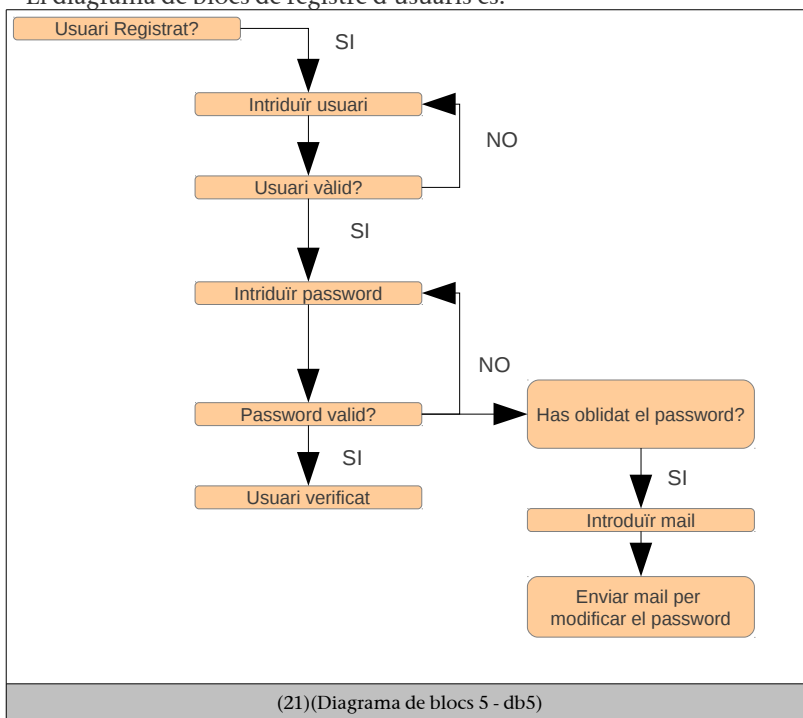 El diagrama de blocs de registre d'usuaris és:
Usuari Registrat?
SI
Intriduïr usuari
NO
Usuari vàlid?
SI
Intriduïr password
NO
Password valid?
Has oblidat el password?
SI
SI
Usuari verificat
Introduïr mail
Enviar mail per
modificar el password
(21)(Diagrama de blocs 5 - db5)